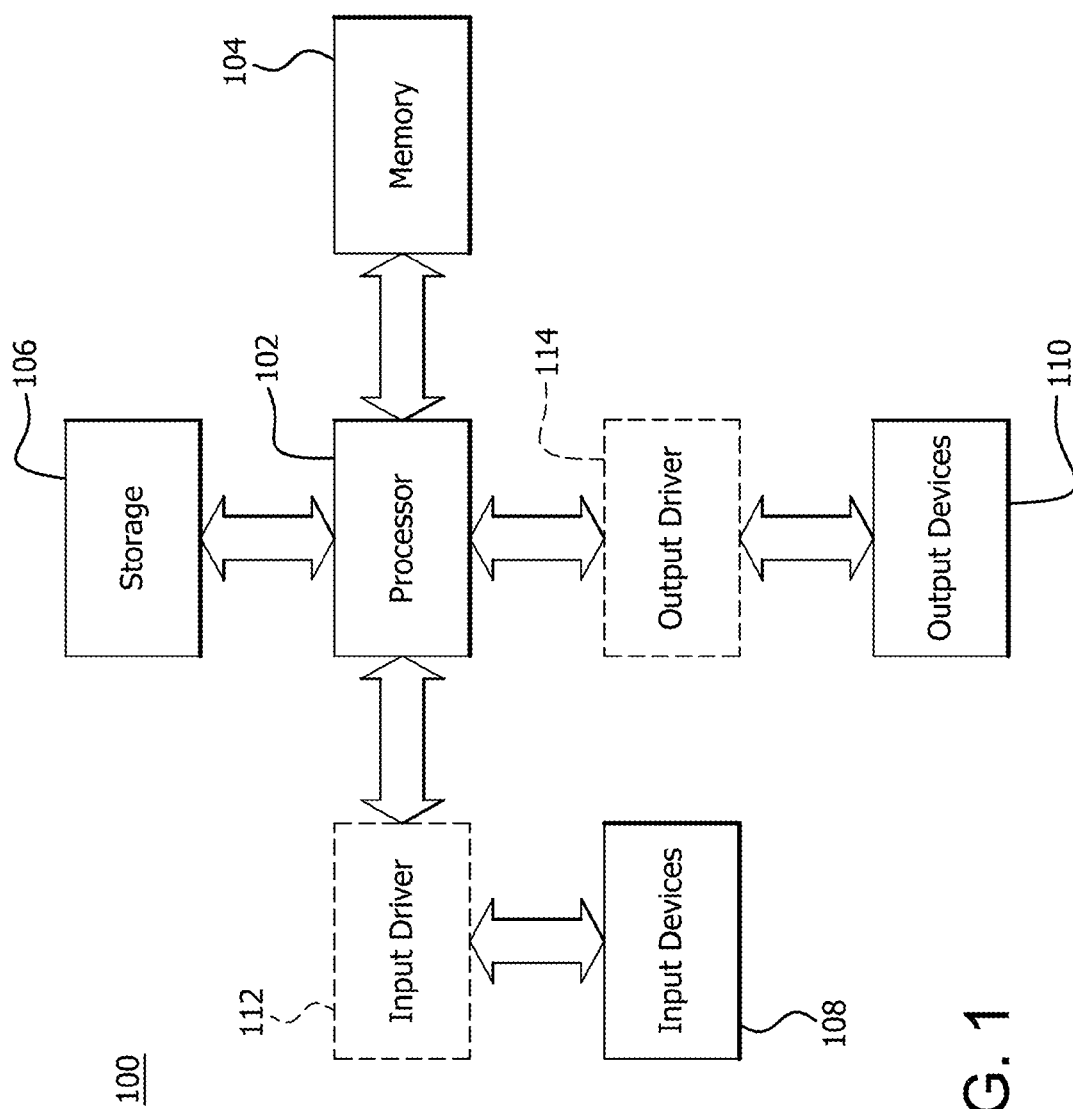 106
100
Storage
104
112
102
Input Driver
Processor
Memory
114
Input Devices
Output Driver
108
Output Devices
G. 1
110